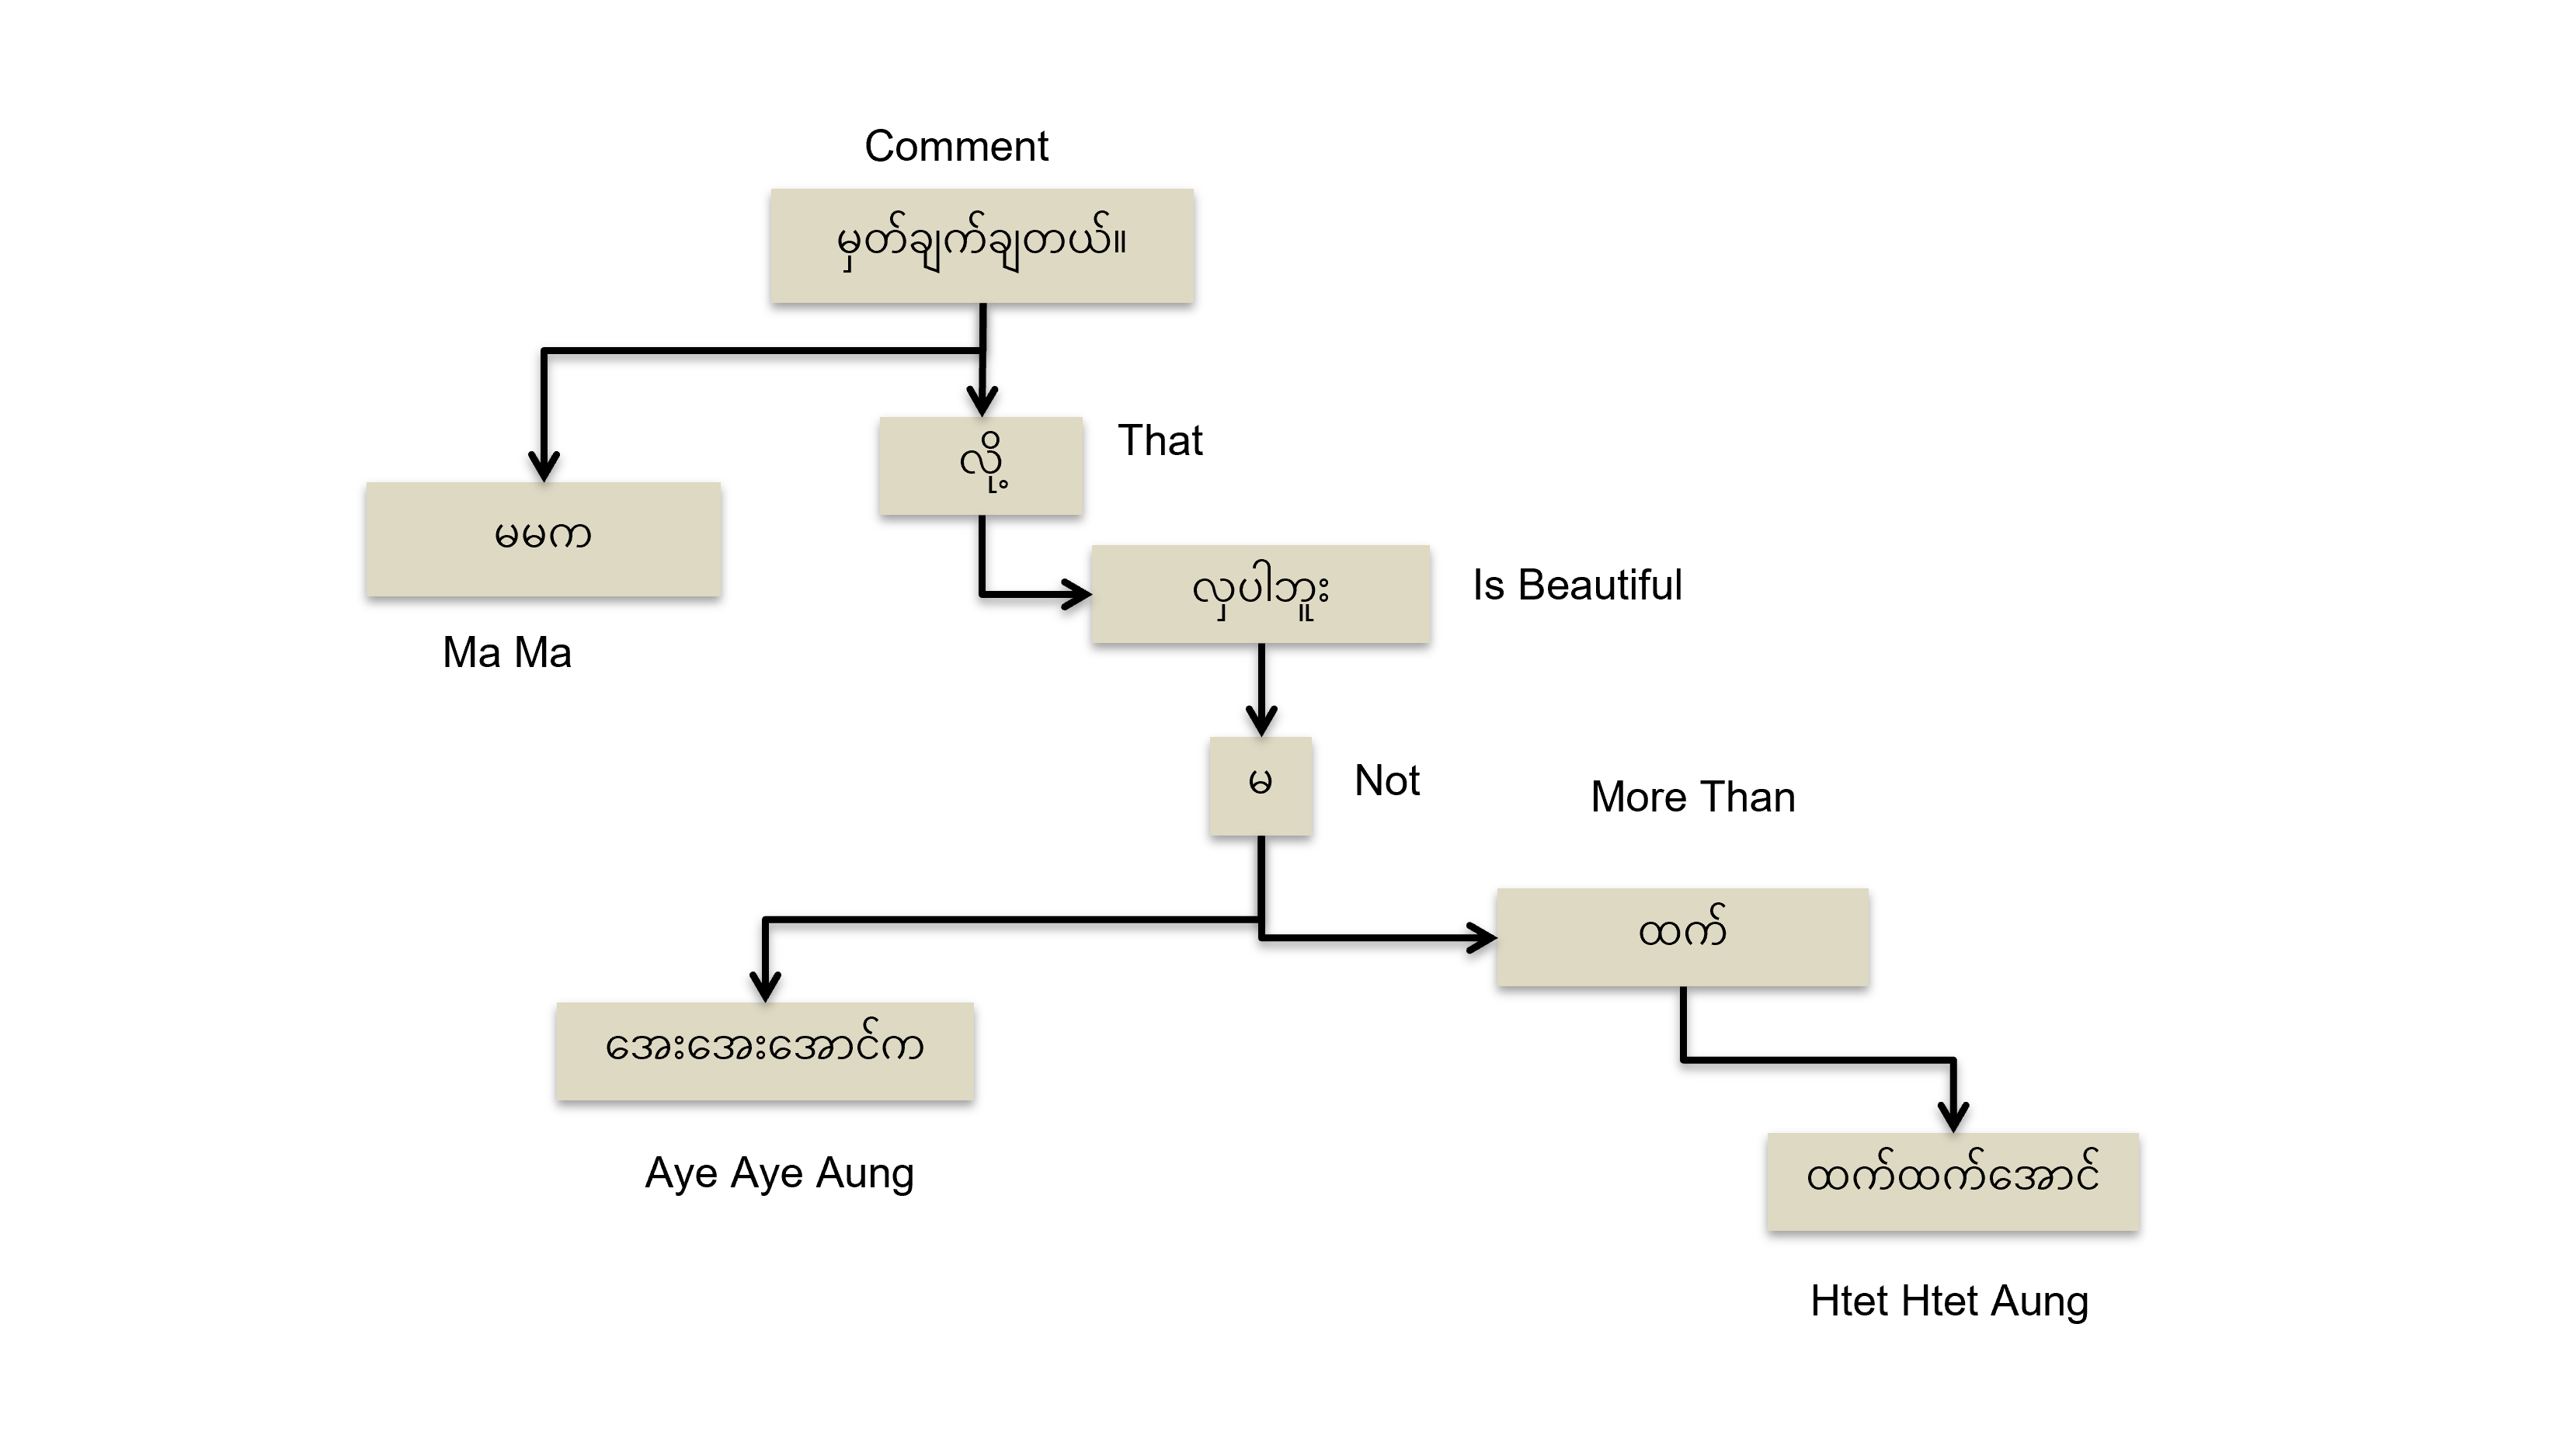 Comment
မှတ်ချက်ချတယ်။
လို့
That
မမက
Ma Ma
လှပါဘူး
Is Beautiful
မ
Not
More Than
ထက်
အေးအေးအောင်က
Aye Aye Aung
ထက်ထက်အောင်
Htet Htet Aung